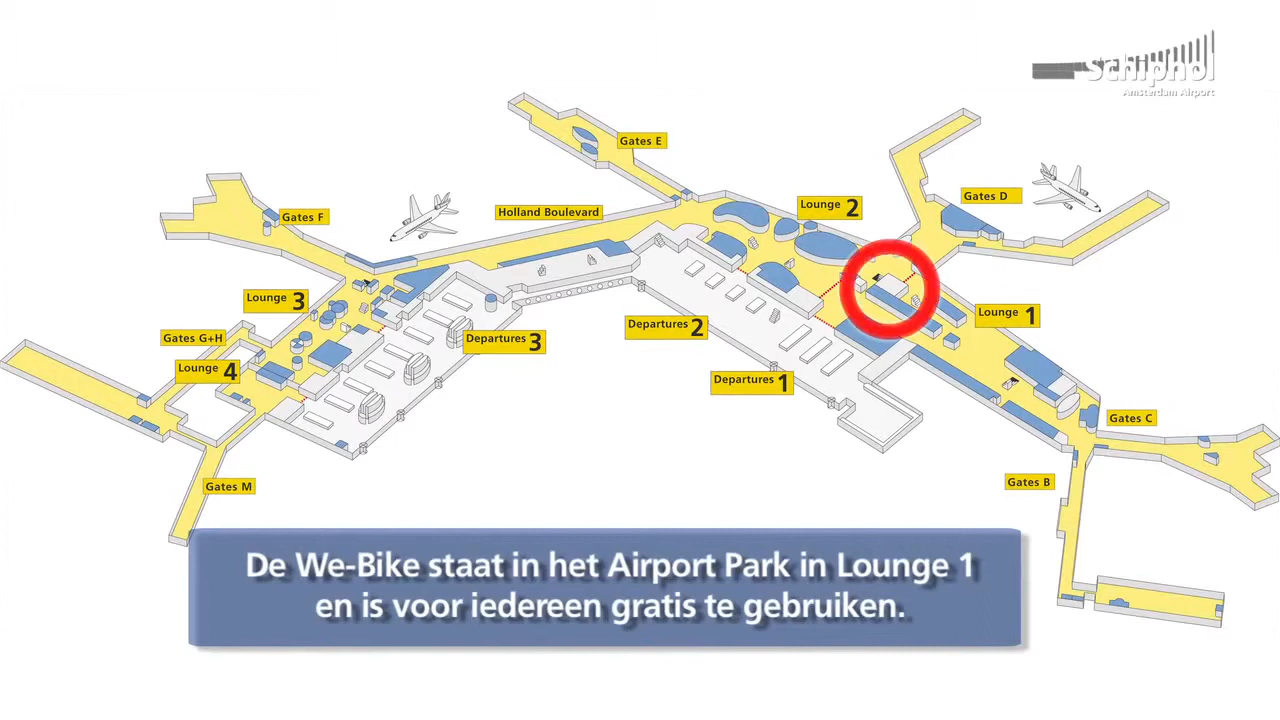 Schiphol
Amsterdam Airport
Gates E
Gates D
Lounge 2
Holland Boulevard
Gates F
Lounge 3
Lounge 1
Departures 2
Gates G+H
Departures 3
Lounge 4
Departures 1
Gates C
Gates B
Gates M
De We-Bike staat in het Airport Park in Lounge 1
en is voor iedereen gratis te gebruiken.